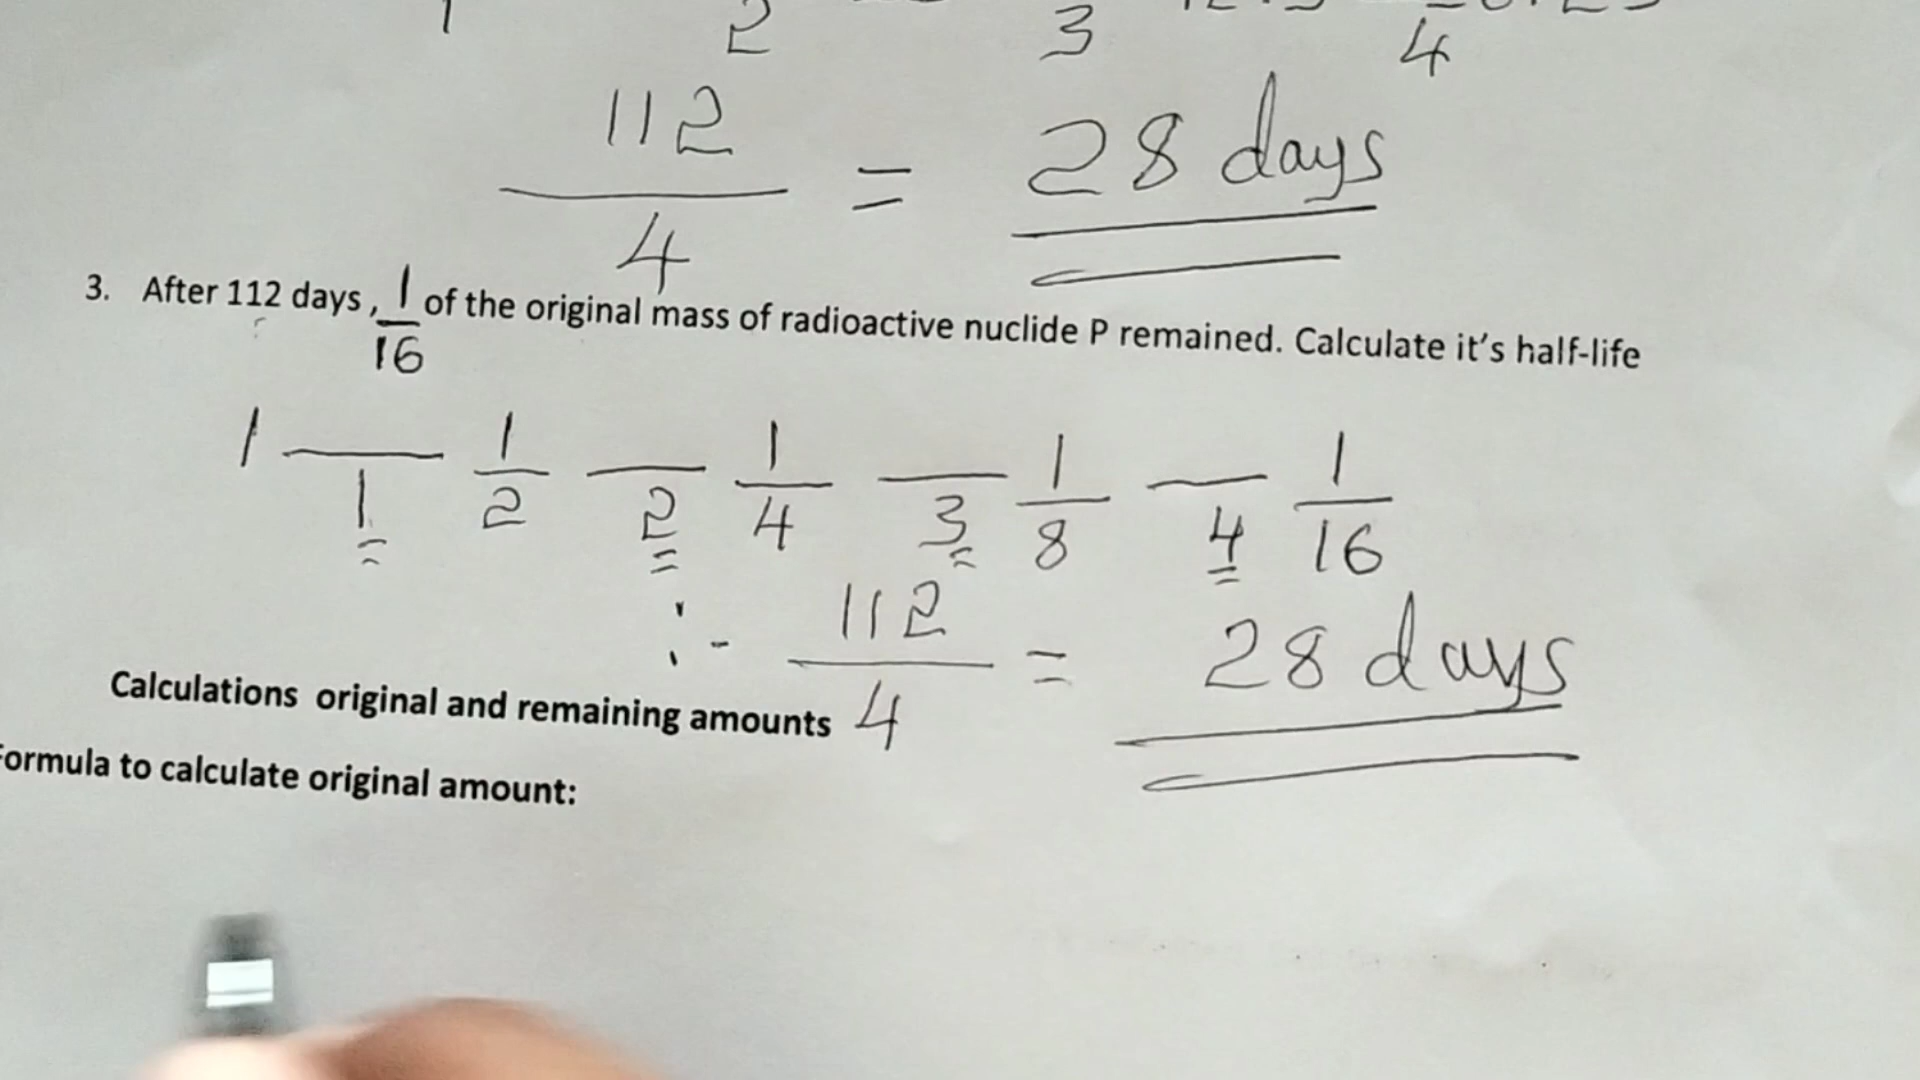 1 2 3 4
112
— = 28 days
4
3. After 112 days, 1/16 of the original mass of radioactive nuclide P remained. Calculate it's half-life
1 — 1/2 — 1/4 — 1/8 — 1/16
1 2 3 4
∴ 112/4 = 28 days
Calculations original and remaining amounts
Formula to calculate original amount: